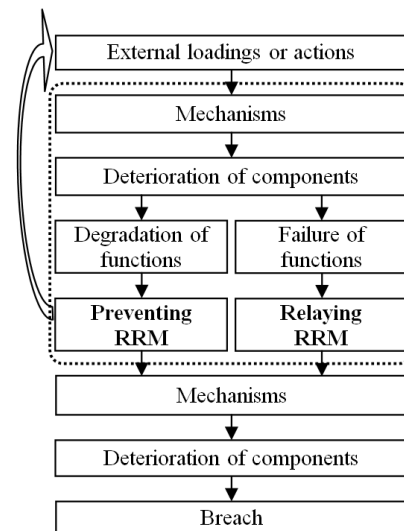 External loadings or actions
Mechanisms
Deterioration of components
Degradation of
functions
Failure of
functions
Preventing
RRM
Relaying
RRM
Mechanisms
Deterioration of components
Breach